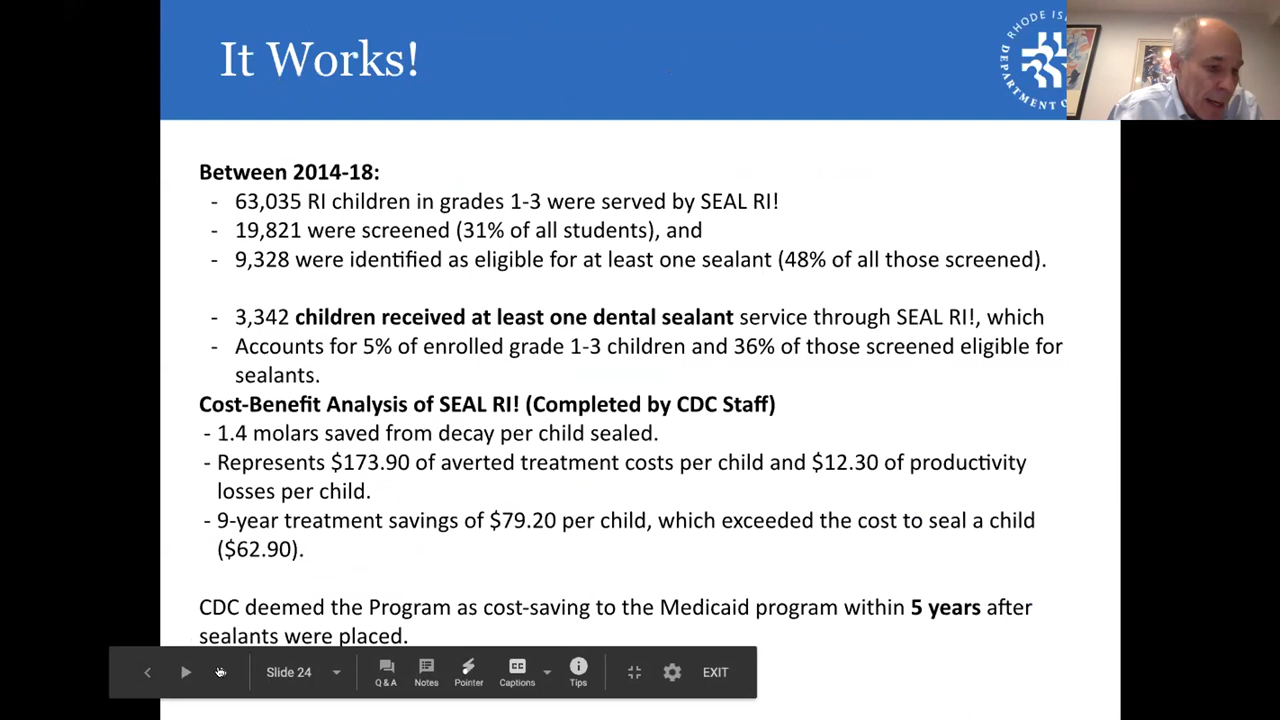 It Works!
RHODE IS
DEPARTMENT O
Between 2014-18:
- 63,035 RI children in grades 1-3 were served by SEAL RI!
- 19,821 were screened (31% of all students), and
- 9,328 were identified as eligible for at least one sealant (48% of all those screened).
- 3,342 children received at least one dental sealant service through SEAL RI!, which
- Accounts for 5% of enrolled grade 1-3 children and 36% of those screened eligible for
sealants.
Cost-Benefit Analysis of SEAL RI! (Completed by CDC Staff)
- 1.4 molars saved from decay per child sealed.
- Represents $173.90 of averted treatment costs per child and $12.30 of productivity
losses per child.
- 9-year treatment savings of $79.20 per child, which exceeded the cost to seal a child
($62.90).
CDC deemed the Program as cost-saving to the Medicaid program within 5 years after
sealants were placed.
Slide 24
Q & A
Notes
Pointer
CC
Captions
Tips
EXIT